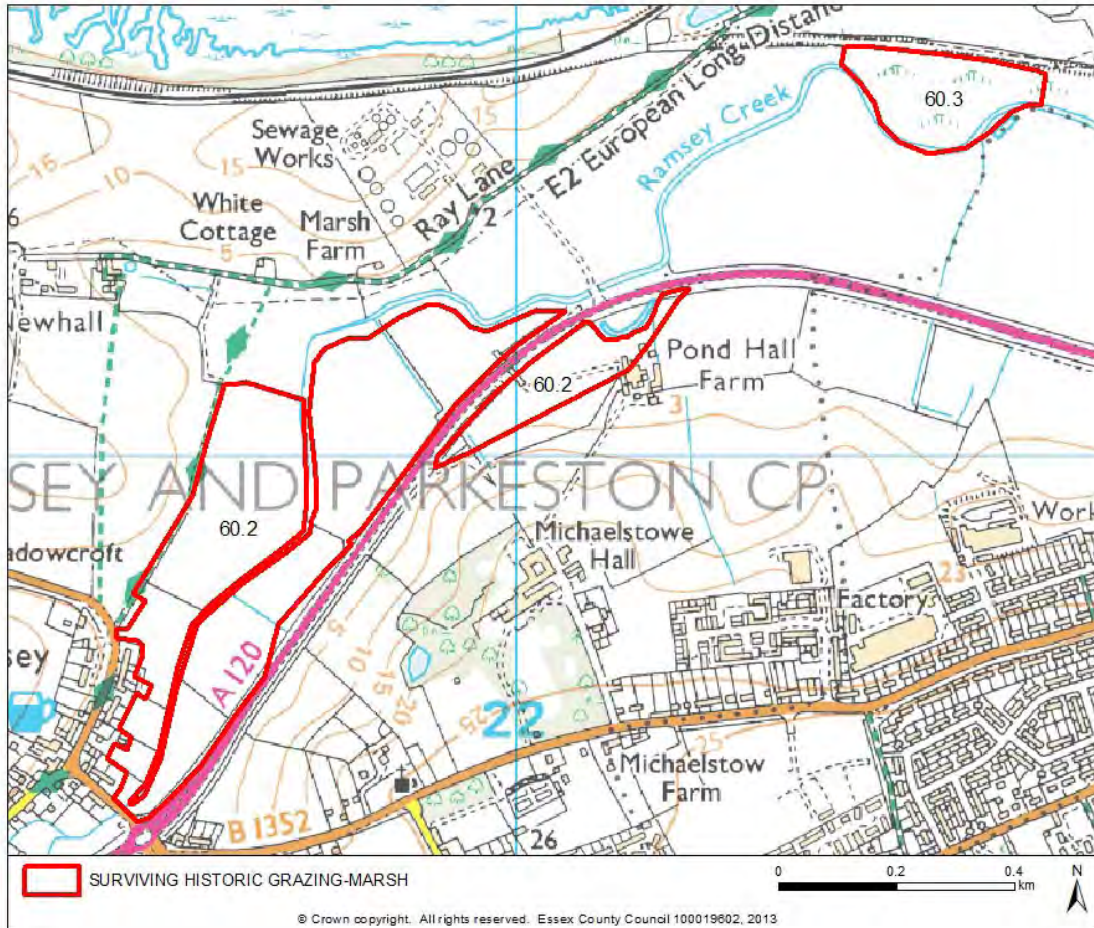 15
E2 European Long-Distance
60.3
Sewage
Works
15
15
10
Ray Lane
Ramsey Creek
White
Cottage
Marsh
Farm
2
6
5
Newhall
Pond Hall
Farm
60.2
3
SEY AND PARKESTON CP
60.2
Michaelstowe
Hall
Work
adowcroft
Factory
23
A 120
5
10
15
20
25
sey
22
25
Michaelstow
Farm
B 1352
26
SURVIVING HISTORIC GRAZING-MARSH
0 0.2 0.4
km
N
© Crown copyright. All rights reserved. Essex County Council 100019602, 2013